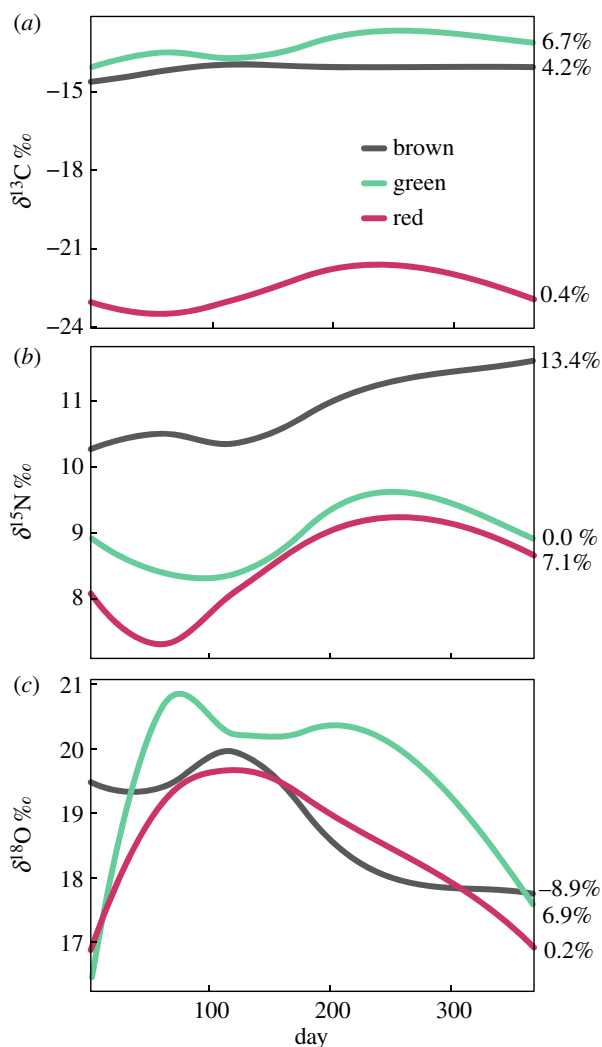 (a)
6.7%
4.2%
−15
brown
−18
green
red
−21
0.4%
−24
δ13C ‰
(b)
13.4%
11
10
9
0.0 %
7.1%
8
δ15N ‰
(c)
21
20
19
18
−8.9%
6.9%
17
0.2%
δ18O ‰
100 200 300
day